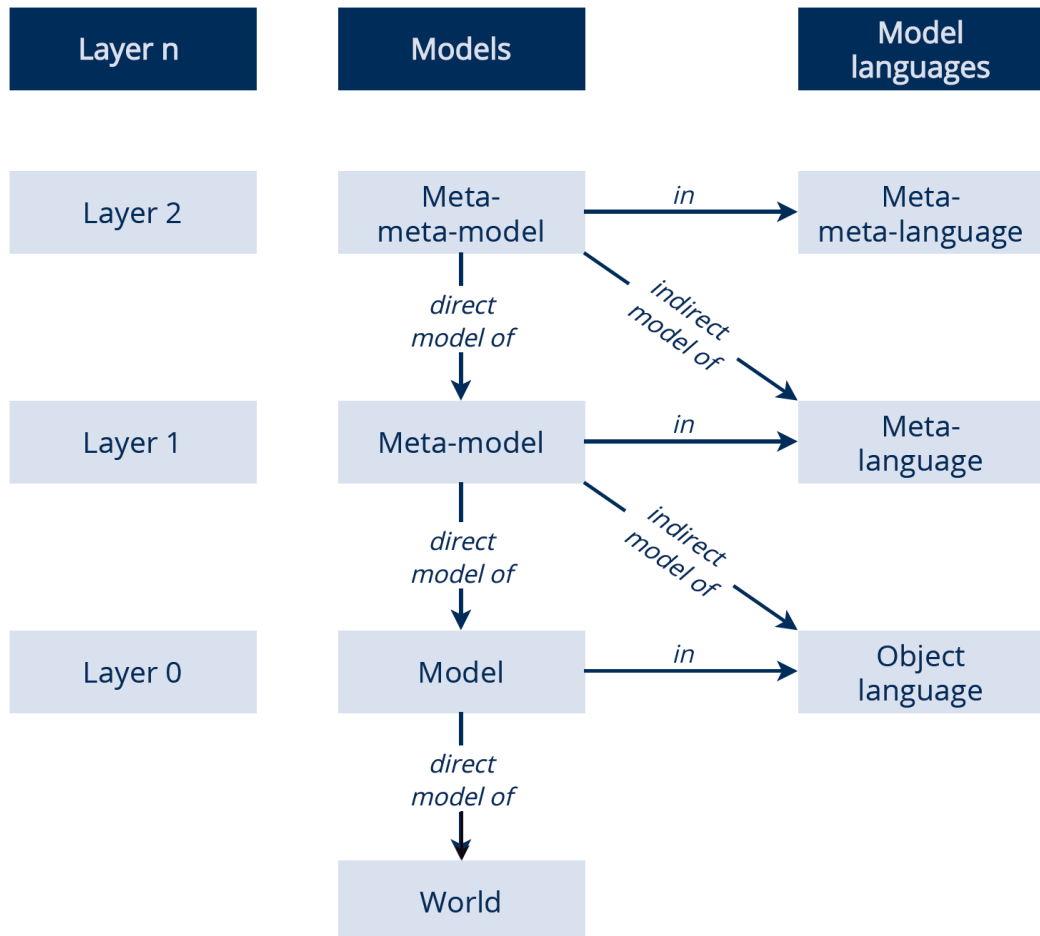 Layer n
Models
Model
languages
Layer 2
Meta-
meta-model
in
Meta-
meta-language
direct
model of
indirect
model of
Layer 1
Meta-model
in
Meta-
language
direct
model of
indirect
model of
Layer 0
Model
in
Object
language
direct
model of
World